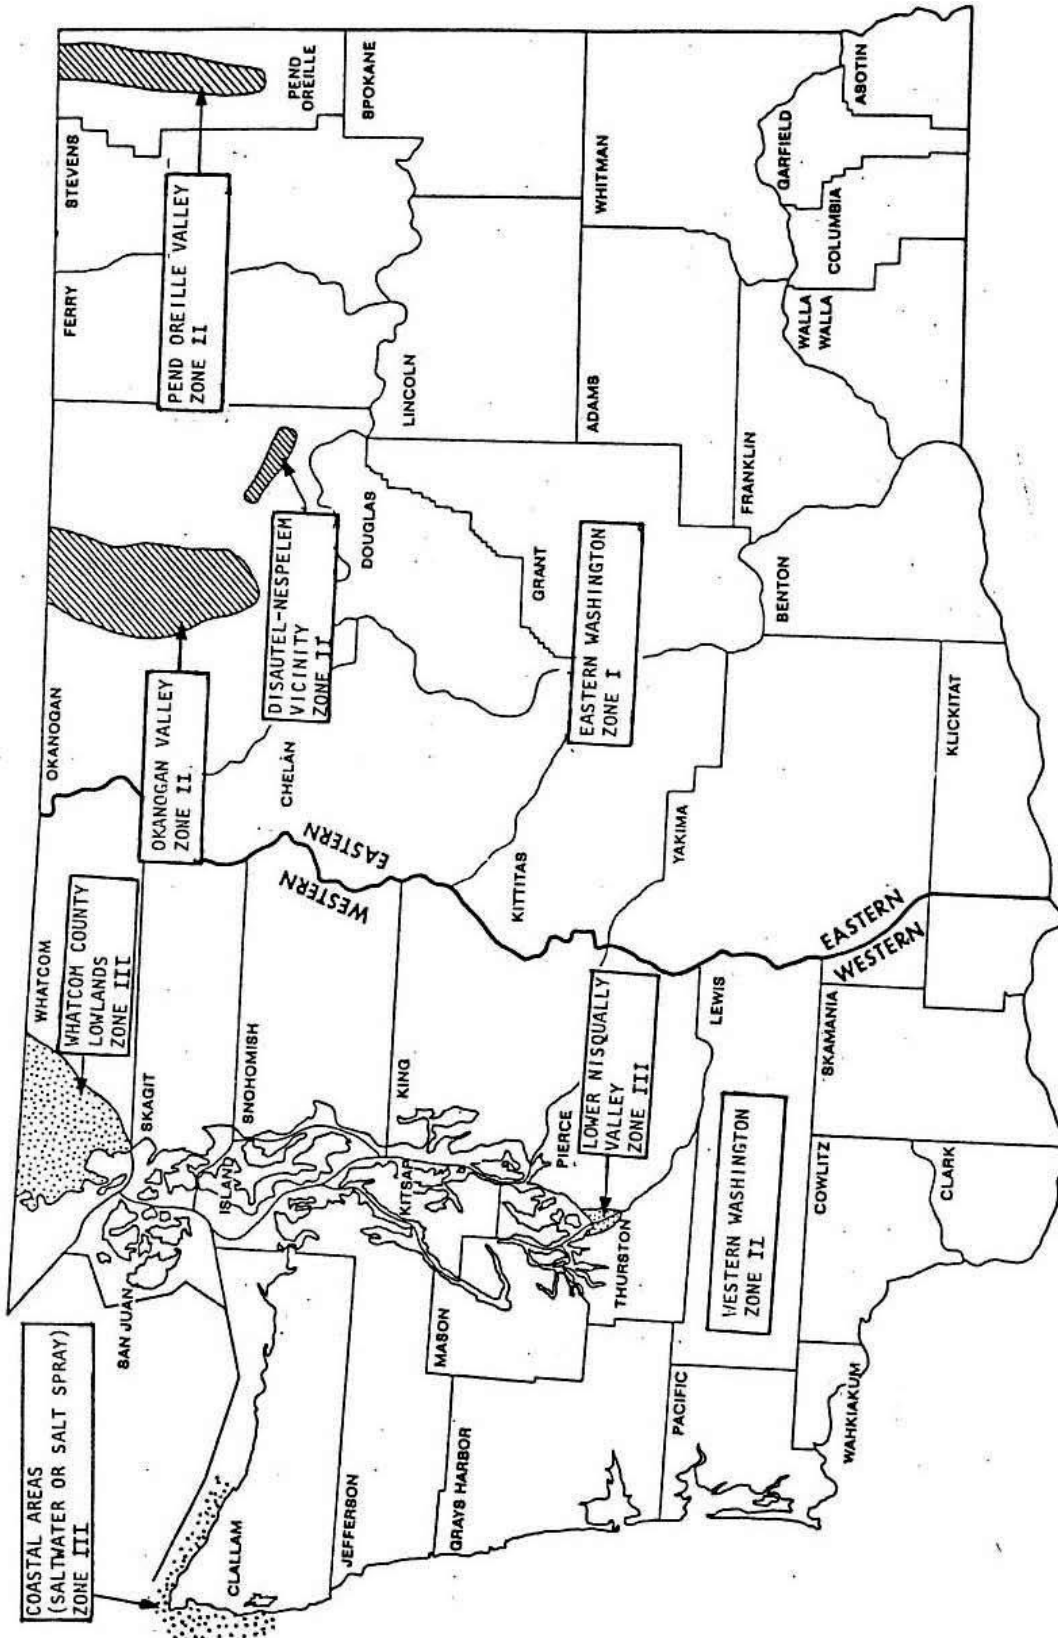 COASTAL AREAS
(SALTWATER OR SALT SPRAY)
ZONE III
WHATCOM COUNTY
LOWLANDS
ZONE III
OKANOGAN VALLEY
ZONE II.
DISAUTEL-NESPELEM
VICINITY
ZONE II
PEND OREILLE VALLEY
ZONE II
EASTERN WASHINGTON
ZONE I
LOWER NISQUALLY
VALLEY
ZONE III
WESTERN WASHINGTON
ZONE II
WHATCOM
OKANOGAN
FERRY
STEVENS
PEND
OREILLE
SAN JUAN
SKAGIT
ISLAND
SNOHOMISH
CHELAN
DOUGLAS
LINCOLN
SPOKANE
CLALLAM
JEFFERSON
KITSAP
KING
WESTERN
EASTERN
GRANT
ADAMS
WHITMAN
GRAYS HARBOR
MASON
PIERCE
KITTITAS
THURSTON
PACIFIC
LEWIS
YAKIMA
BENTON
FRANKLIN
WALLA
WALLA
COLUMBIA
GARFIELD
ASOTIN
WAHKIAKUM
COWLITZ
SKAMANIA
WESTERN
EASTERN
CLARK
KLICKITAT